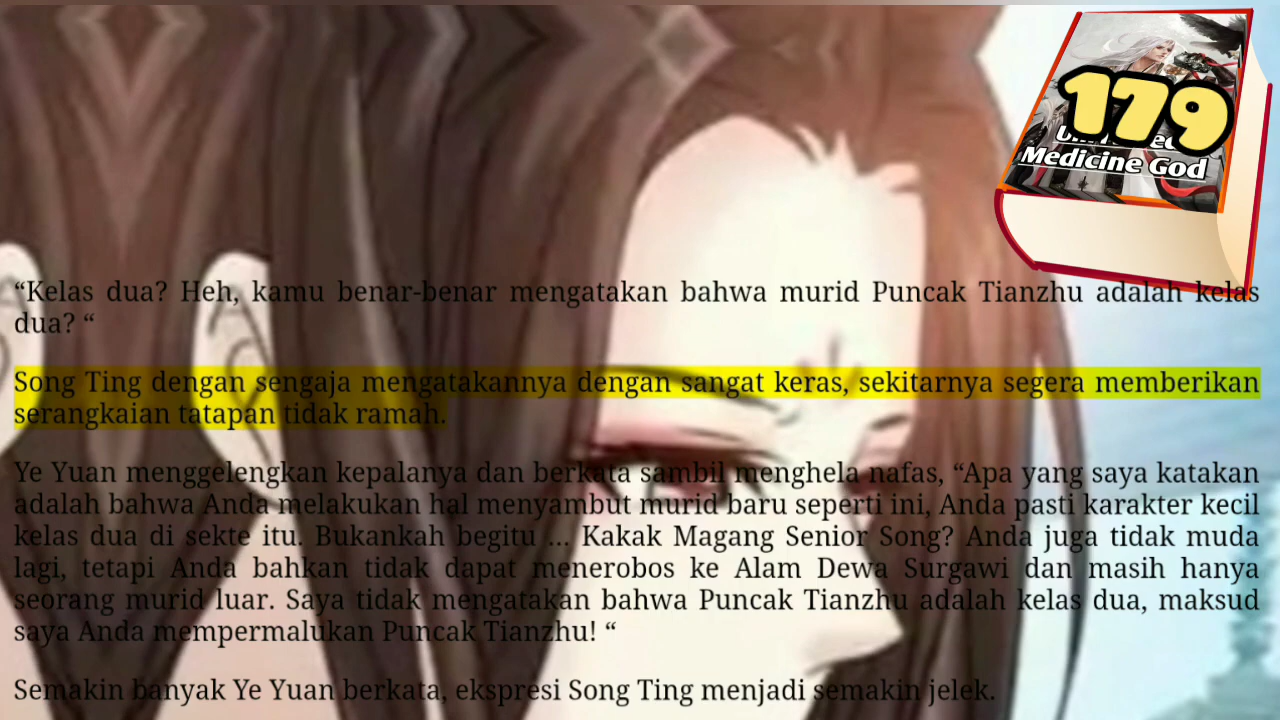 179
Medicine God
“Kelas dua? Heh, kamu benar-benar mengatakan bahwa murid Puncak Tianzhu adalah kelas
dua? “
Song Ting dengan sengaja mengatakannya dengan sangat keras, sekitarnya segera memberikan
serangkaian tatapan tidak ramah.
Ye Yuan menggelengkan kepalanya dan berkata sambil menghela nafas, “Apa yang saya katakan
adalah bahwa Anda melakukan hal menyambut murid baru seperti ini, Anda pasti karakter kecil
kelas dua di sekte itu. Bukankah begitu ... Kakak Magang Senior Song? Anda juga tidak muda
lagi, tetapi Anda bahkan tidak dapat menerobos ke Alam Dewa Surgawi dan masih hanya
seorang murid luar. Saya tidak mengatakan bahwa Puncak Tianzhu adalah kelas dua, maksud
saya Anda mempermalukan Puncak Tianzhu! “
Semakin banyak Ye Yuan berkata, ekspresi Song Ting menjadi semakin jelek.